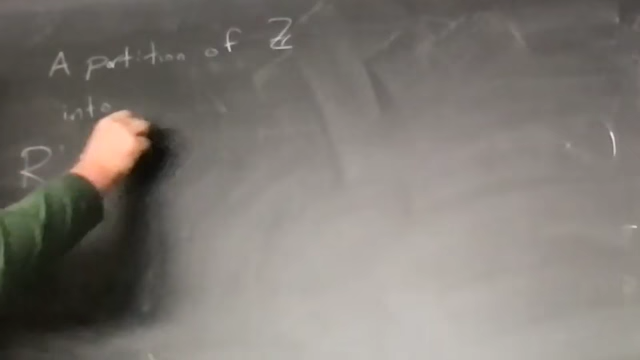 A partition of ℤ
into
R